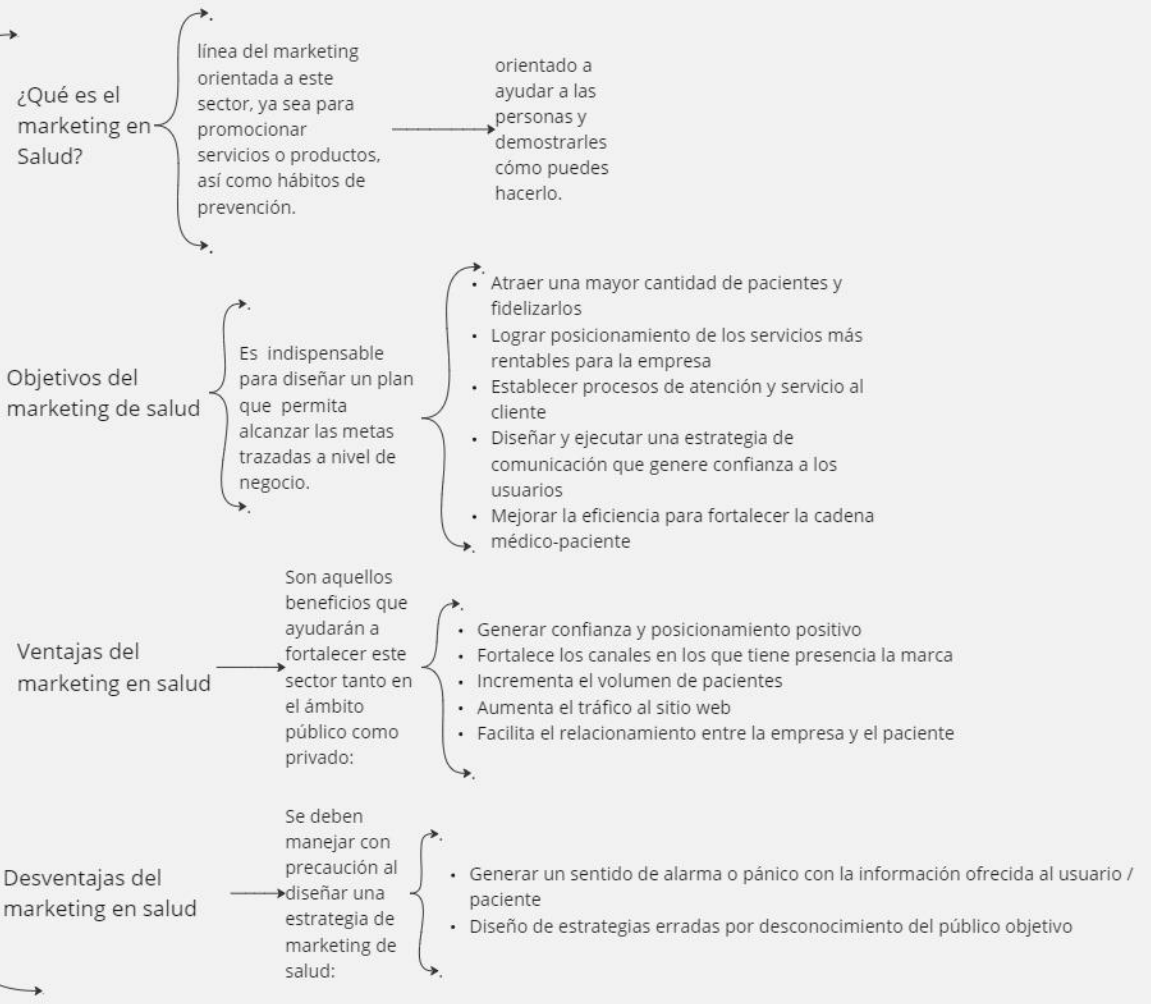 ¿Qué es el
marketing en
Salud?
línea del marketing
orientada a este
sector, ya sea para
promocionar
servicios o productos,
así como hábitos de
prevención.
orientado a
ayudar a las
personas y
demostrarles
cómo puedes
hacerlo.
Objetivos del
marketing de salud
Es indispensable
para diseñar un plan
que permita
alcanzar las metas
trazadas a nivel de
negocio.
• Atraer una mayor cantidad de pacientes y
fidelizarlos
• Lograr posicionamiento de los servicios más
rentables para la empresa
• Establecer procesos de atención y servicio al
cliente
• Diseñar y ejecutar una estrategia de
comunicación que genere confianza a los
usuarios
• Mejorar la eficiencia para fortalecer la cadena
médico-paciente
Ventajas del
marketing en salud
Son aquellos
beneficios que
ayudarán a
fortalecer este
sector tanto en
el ámbito
público como
privado:
• Generar confianza y posicionamiento positivo
• Fortalece los canales en los que tiene presencia la marca
• Incrementa el volumen de pacientes
• Aumenta el tráfico al sitio web
• Facilita el relacionamiento entre la empresa y el paciente
Desventajas del
marketing en salud
Se deben
manejar con
precaución al
diseñar una
estrategia de
marketing de
salud:
• Generar un sentido de alarma o pánico con la información ofrecida al usuario /
paciente
• Diseño de estrategias erradas por desconocimiento del público objetivo